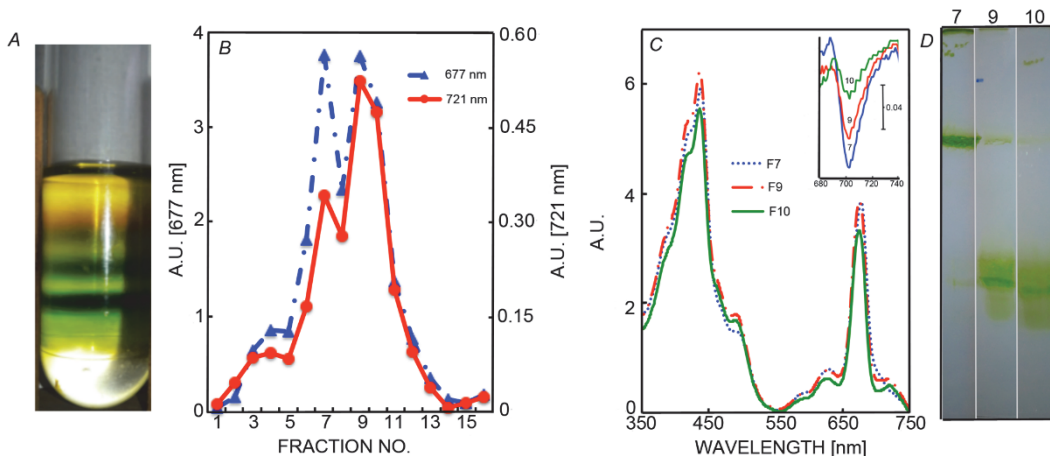 A
B
677 nm
721 nm
A.U. [677 nm]
4
3
2
1
0
0.60
0.45
0.30
0.15
0
A.U. [721 nm]
1 3 5 7 9 11 13 15
FRACTION NO.
C
A.U.
6
4
2
0
F7
F9
F10
10
9
7
0.04
680 700 720 740
350 450 550 650 750
WAVELENGTH [nm]
D
7 9 10